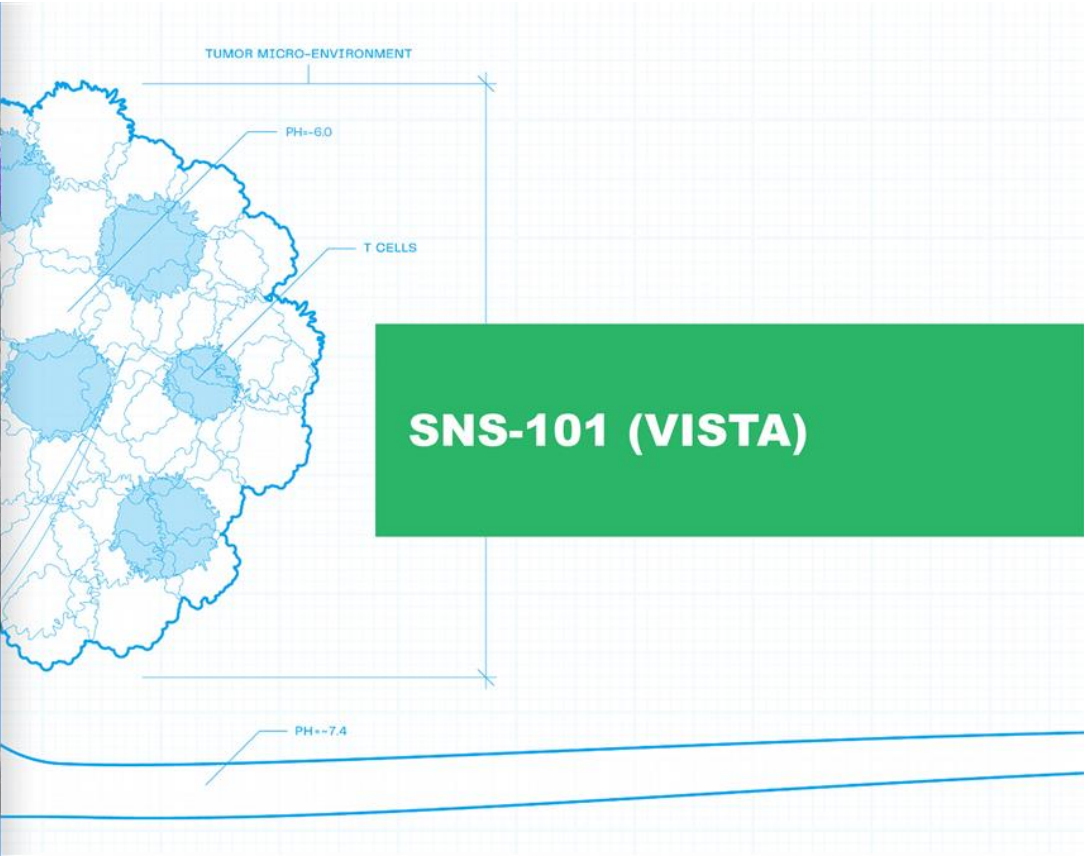 TUMOR MICRO-ENVIRONMENT
PH=~6.0
T CELLS
SNS-101 (VISTA)
PH=~7.4